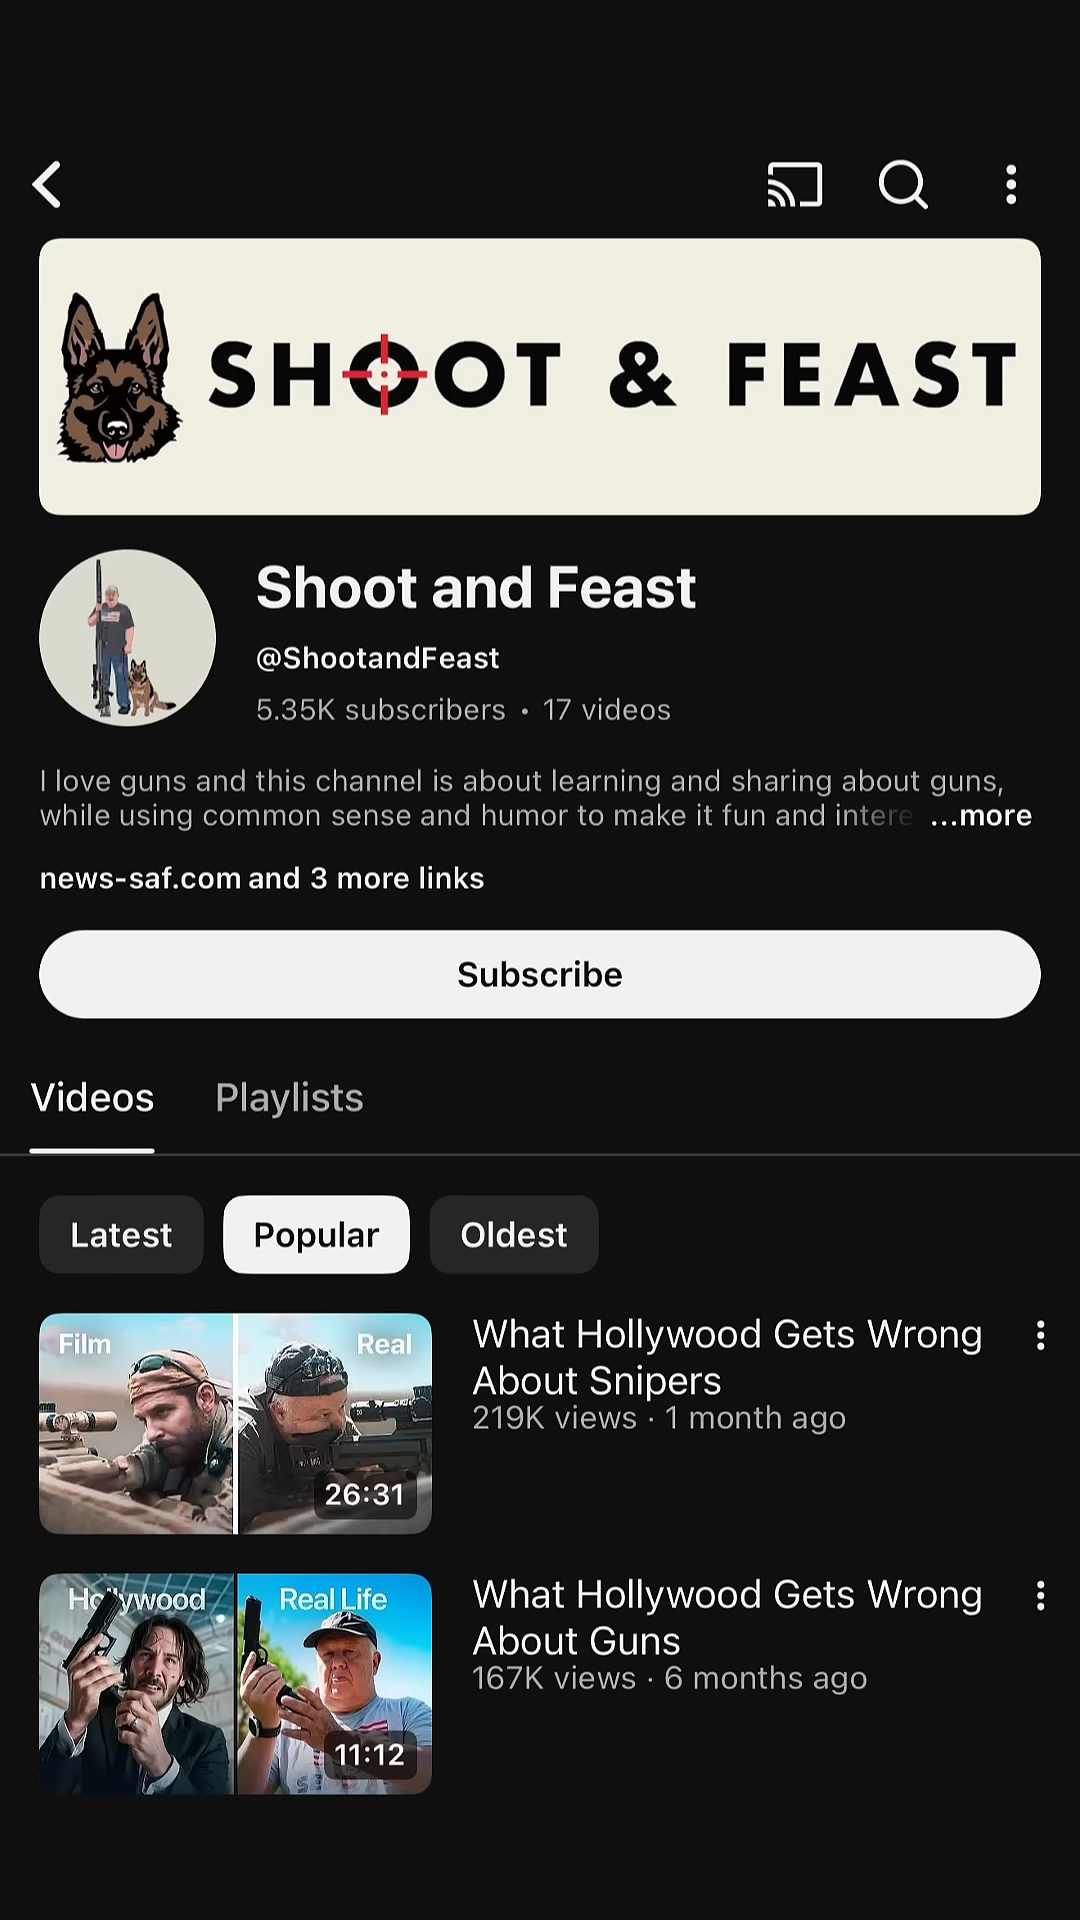 SHOOT & FEAST
Shoot and Feast
@ShootandFeast
5.35K subscribers • 17 videos
I love guns and this channel is about learning and sharing about guns,
while using common sense and humor to make it fun and intere ...more
news-saf.com and 3 more links
Subscribe
Videos Playlists
Latest Popular Oldest
Film Real
26:31
What Hollywood Gets Wrong
About Snipers
219K views · 1 month ago
Hollywood Real Life
11:12
What Hollywood Gets Wrong
About Guns
167K views · 6 months ago